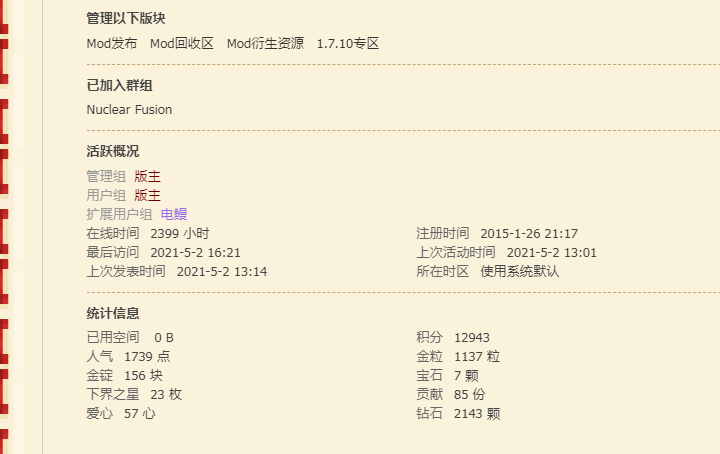 管理以下版块
Mod发布 Mod回收区 Mod衍生资源 1.7.10专区
已加入群组
Nuclear Fusion
活跃概况
管理组 版主
用户组 版主
扩展用户组 电鳗
在线时间 2399 小时 注册时间 2015-1-26 21:17
最后访问 2021-5-2 16:21 上次活动时间 2021-5-2 13:01
上次发表时间 2021-5-2 13:14 所在时区 使用系统默认
统计信息
已用空间 0 B 积分 12943
人气 1739 点 金粒 1137 粒
金锭 156 块 宝石 7 颗
下界之星 23 枚 贡献 85 份
爱心 57 心 钻石 2143 颗